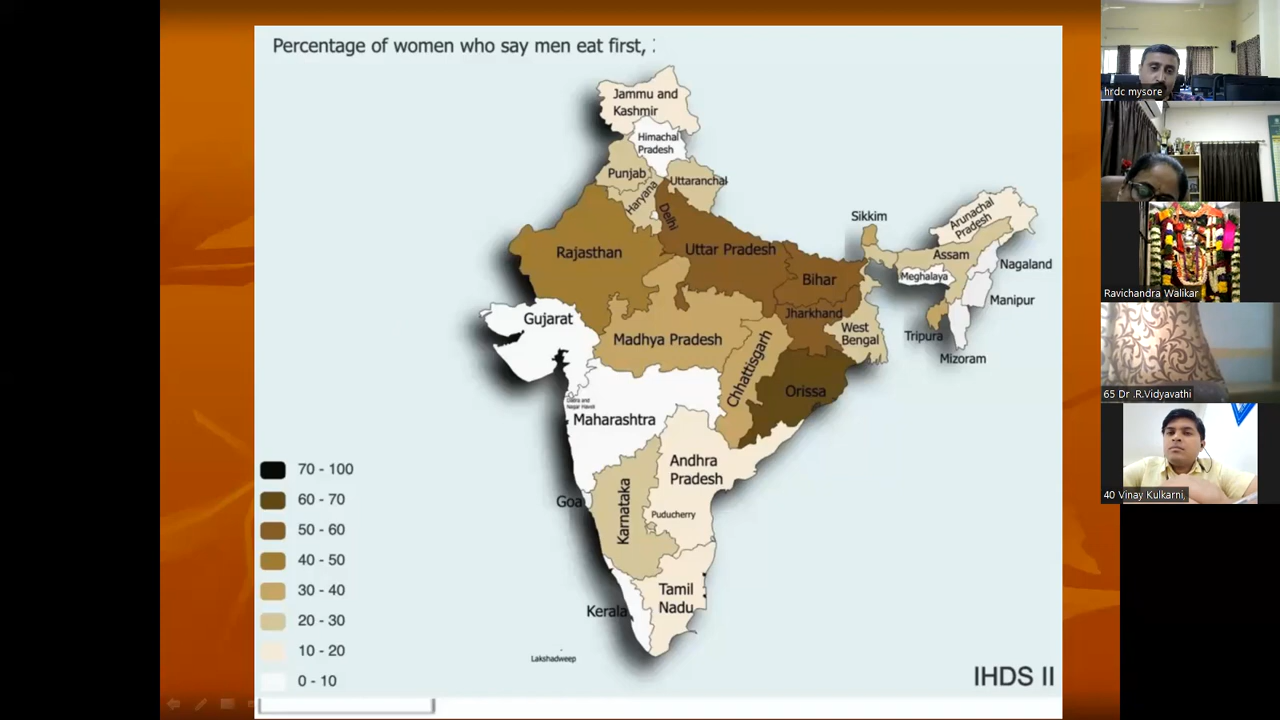 Percentage of women who say men eat first, :
Jammu and
Kashmir
Himachal
Pradesh
Punjab
Haryana
Uttaranchal
Delhi
Rajasthan
Uttar Pradesh
Bihar
Sikkim
Arunachal
Pradesh
Assam
Nagaland
Meghalaya
Manipur
Tripura
Mizoram
Gujarat
Madhya Pradesh
Jharkhand
West
Bengal
Chhattisgarh
Orissa
Dadra and
Nagar Haveli
Maharashtra
Andhra
Pradesh
Goa
Karnataka
Puducherry
Tamil
Nadu
Kerala
Lakshadweep
70 - 100
60 - 70
50 - 60
40 - 50
30 - 40
20 - 30
10 - 20
0 - 10
IHDS II
hrdc mysore
Ravichandra Walikar
65 Dr .R.Vidyavathi
40 Vinay Kulkarni,